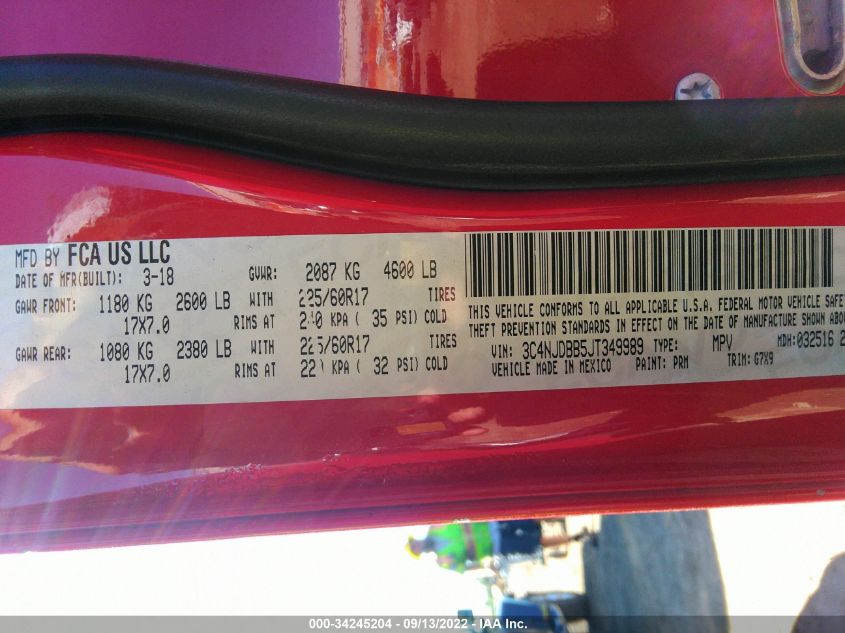 MFD BY FCA US LLC
DATE OF MFR(BUILT): 3-18 GVWR: 2087 KG 4600 LB
GAWR FRONT: 1180 KG 2600 LB WITH 225/60R17 TIRES
17X7.0 RIMS AT 240 KPA ( 35 PSI) COLD
GAWR REAR: 1080 KG 2380 LB WITH 225/60R17 TIRES
17X7.0 RIMS AT 220 KPA ( 32 PSI) COLD
THIS VEHICLE CONFORMS TO ALL APPLICABLE U.S.A. FEDERAL MOTOR VEHICLE
THEFT PREVENTION STANDARDS IN EFFECT ON THE DATE OF MANUFACTURE SHOWN
VIN: 3C4NJDBB5JT349989 TYPE: MPV MDH: 032516
VEHICLE MADE IN MEXICO PAINT: PRM TRIM: G7X9
000-34245204 - 09/13/2022 - IAA Inc.